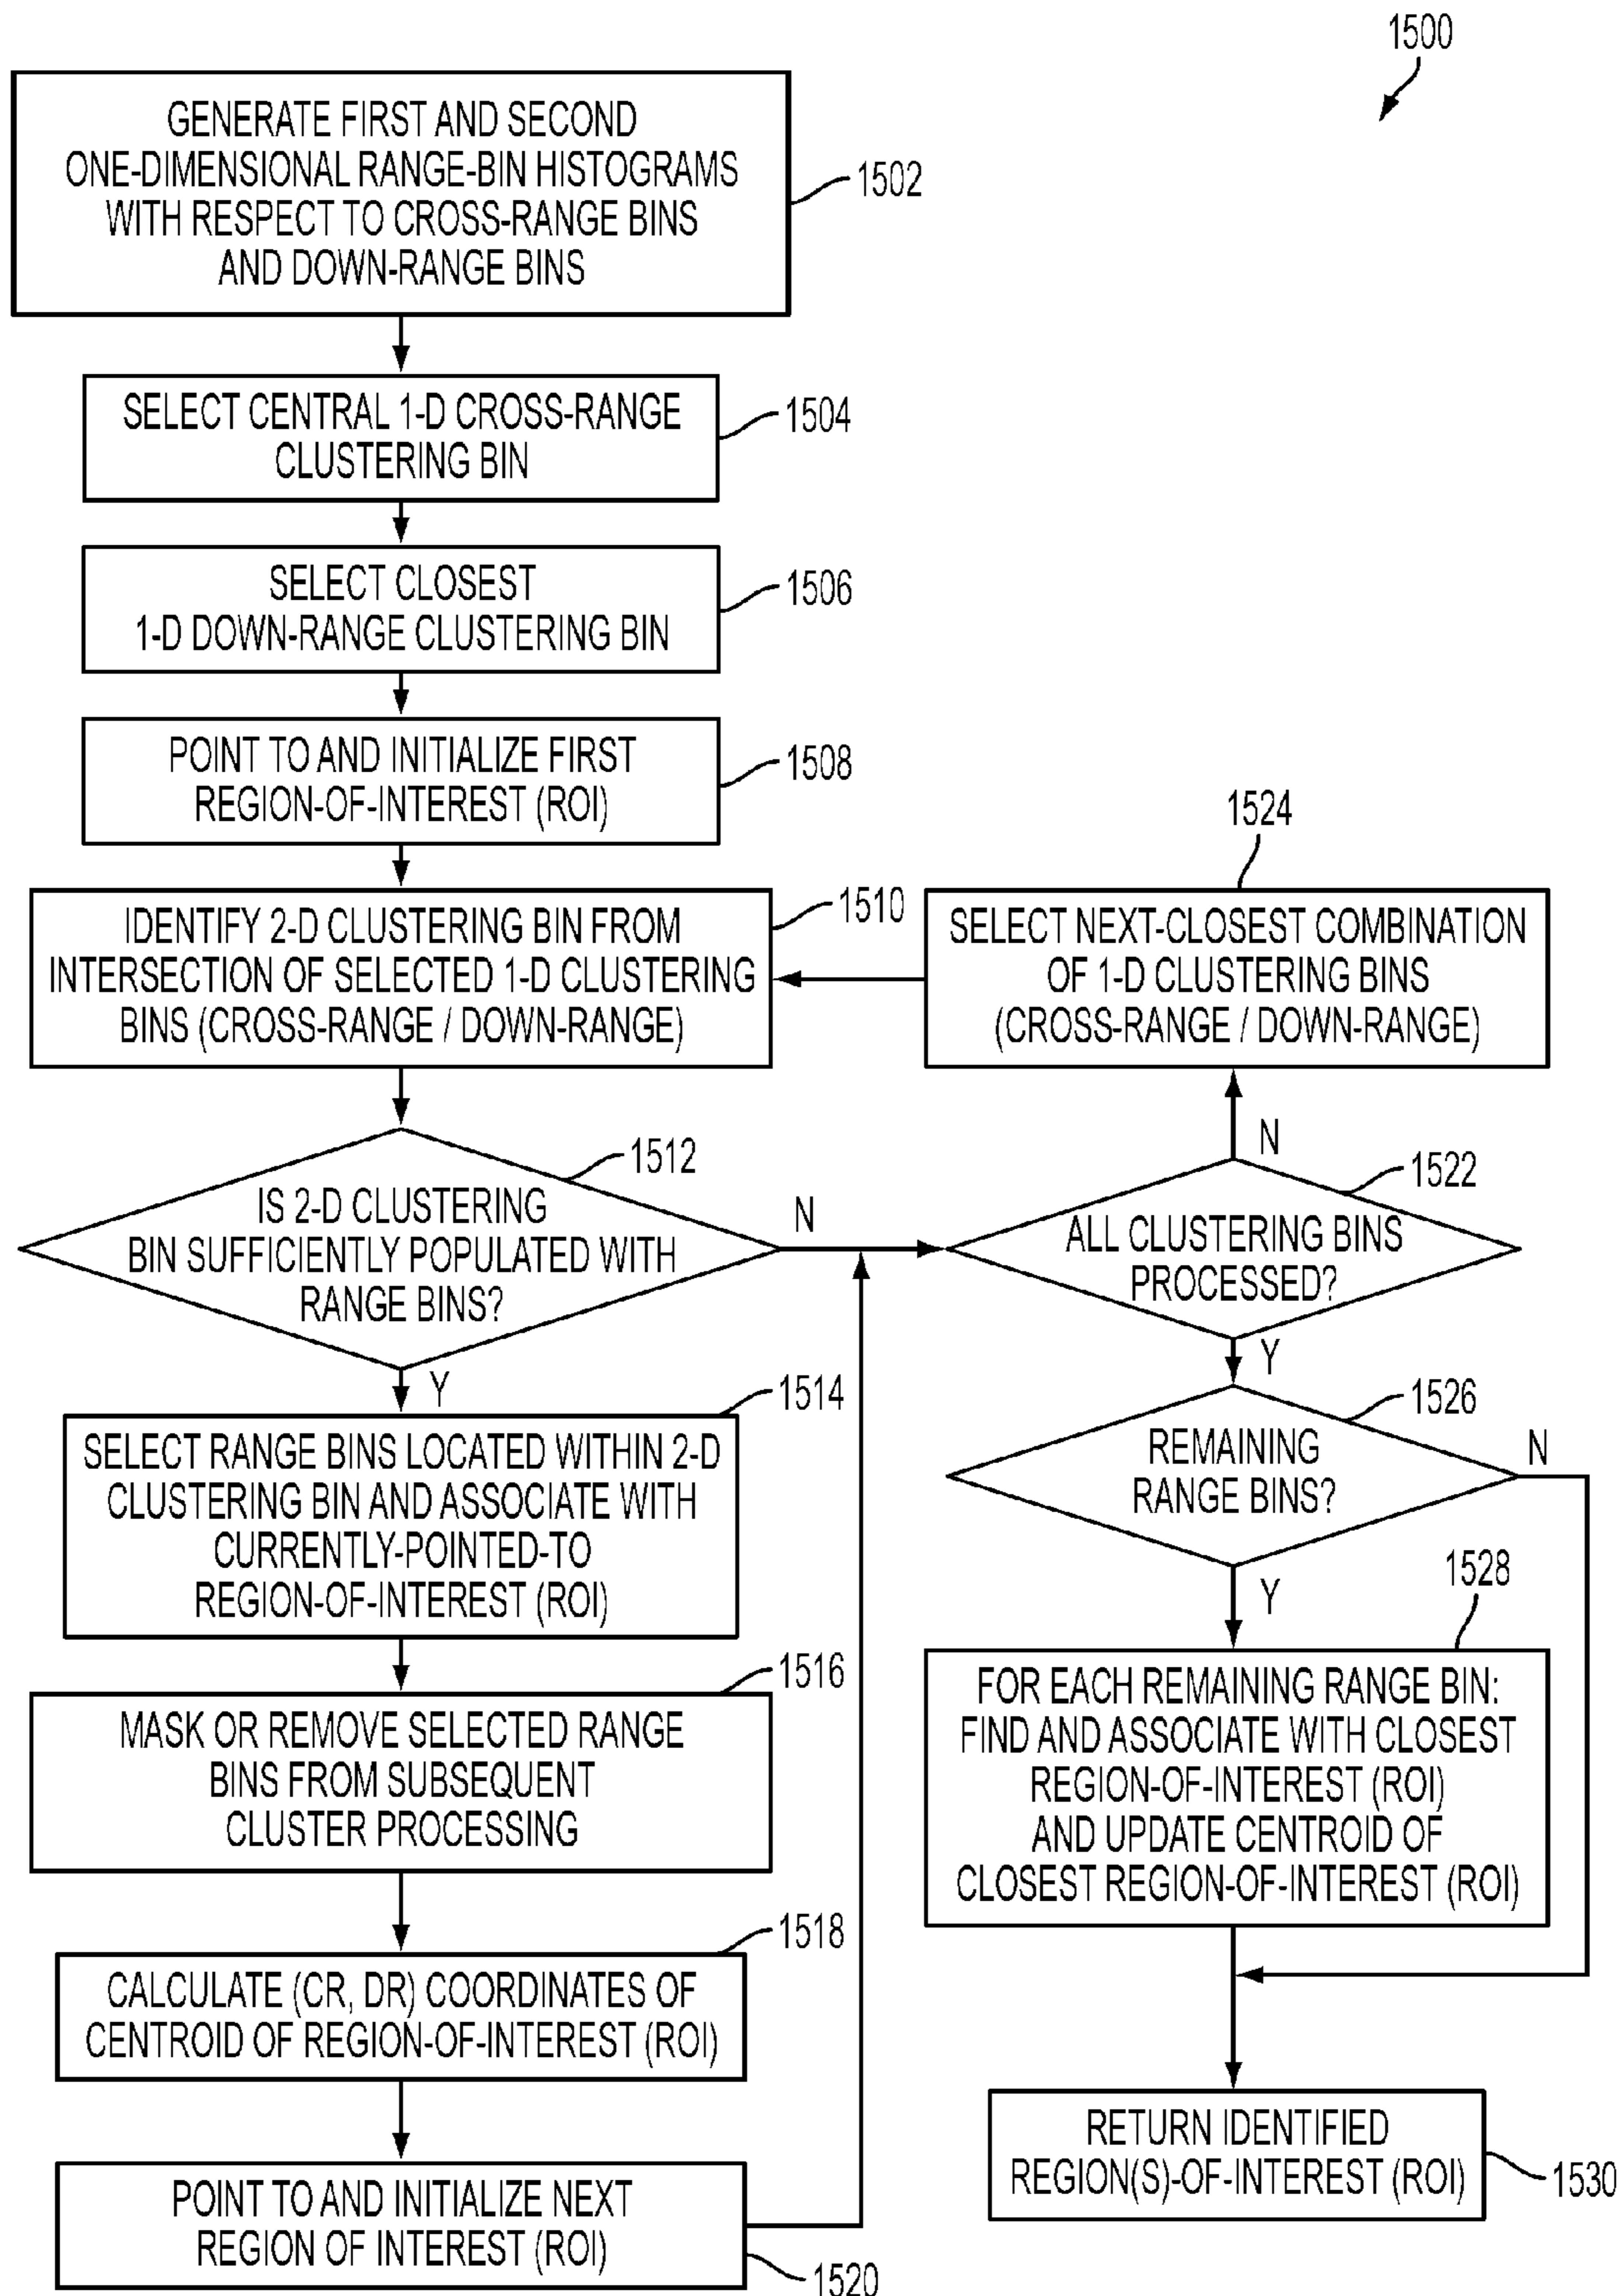 1500
GENERATE FIRST AND SECOND
ONE-DIMENSIONAL RANGE-BIN HISTOGRAMS
WITH RESPECT TO CROSS-RANGE BINS
AND DOWN-RANGE BINS
1502
SELECT CENTRAL 1-D CROSS-RANGE
CLUSTERING BIN
1504
SELECT CLOSEST
1-D DOWN-RANGE CLUSTERING BIN
1506
POINT TO AND INITIALIZE FIRST
REGION-OF-INTEREST (ROI)
1508
IDENTIFY 2-D CLUSTERING BIN FROM
INTERSECTION OF SELECTED 1-D CLUSTERING
BINS (CROSS-RANGE / DOWN-RANGE)
1510
IS 2-D CLUSTERING
BIN SUFFICIENTLY POPULATED WITH
RANGE BINS?
1512
N
Y
SELECT RANGE BINS LOCATED WITHIN 2-D
CLUSTERING BIN AND ASSOCIATE WITH
CURRENTLY-POINTED-TO
REGION-OF-INTEREST (ROI)
1514
MASK OR REMOVE SELECTED RANGE
BINS FROM SUBSEQUENT
CLUSTER PROCESSING
1516
CALCULATE (CR, DR) COORDINATES OF
CENTROID OF REGION-OF-INTEREST (ROI)
1518
POINT TO AND INITIALIZE NEXT
REGION OF INTEREST (ROI)
1520
1524
SELECT NEXT-CLOSEST COMBINATION
OF 1-D CLUSTERING BINS
(CROSS-RANGE / DOWN-RANGE)
N
1522
ALL CLUSTERING BINS
PROCESSED?
Y
1526
REMAINING
RANGE BINS?
N
Y
1528
FOR EACH REMAINING RANGE BIN:
FIND AND ASSOCIATE WITH CLOSEST
REGION-OF-INTEREST (ROI)
AND UPDATE CENTROID OF
CLOSEST REGION-OF-INTEREST (ROI)
RETURN IDENTIFIED
REGION(S)-OF-INTEREST (ROI)
1530